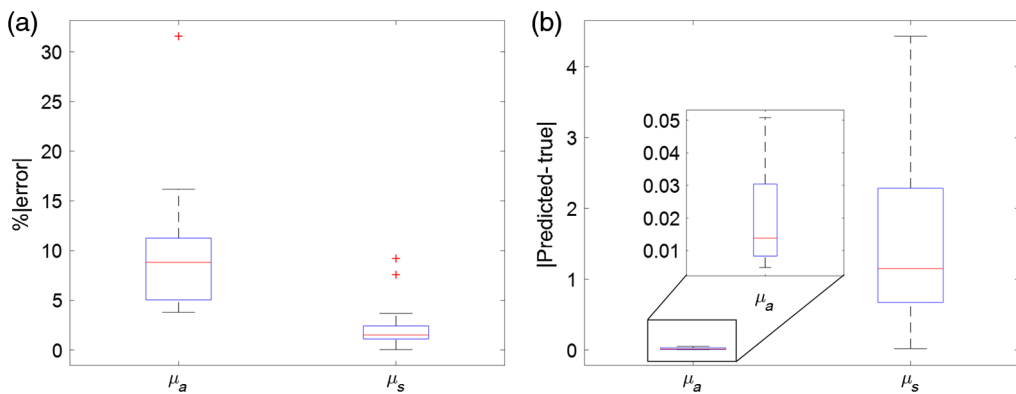 (a)
%|error|
30
25
20
15
10
5
0
μa
μs
(b)
|Predicted-true|
4
3
2
1
0
0.05
0.04
0.03
0.02
0.01
μa
μa
μs